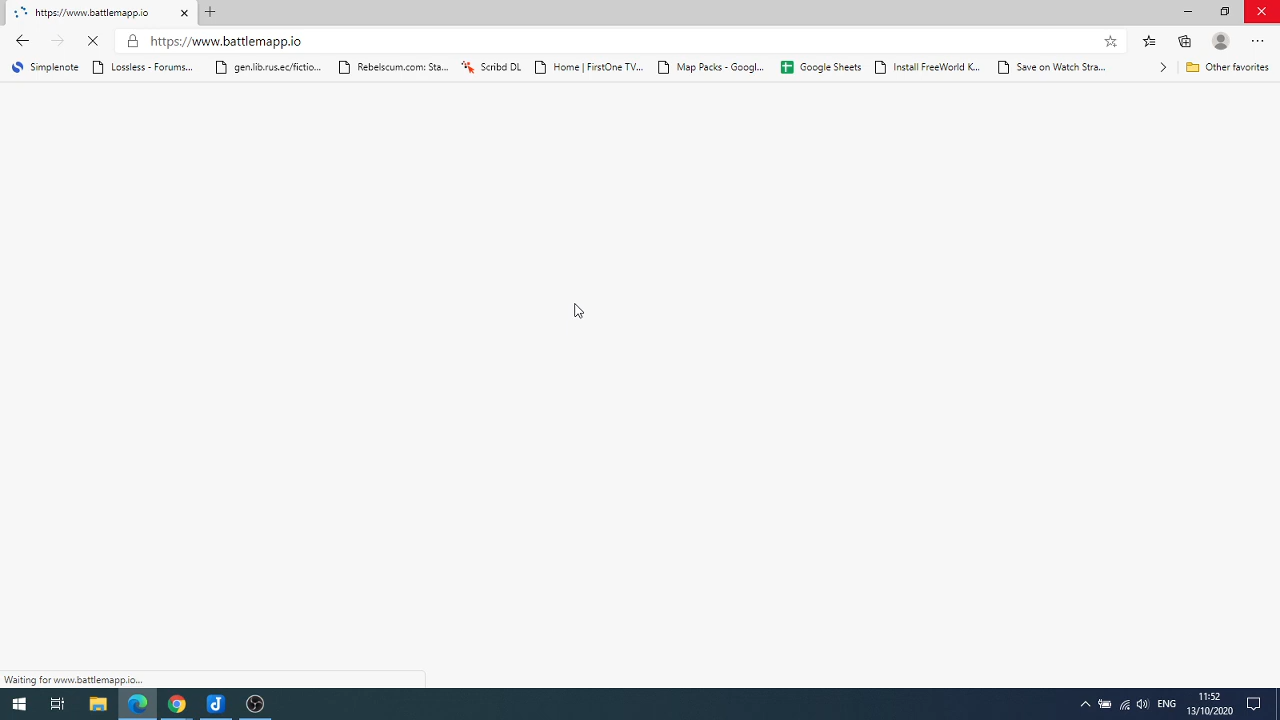 https://www.battlemapp.io
https://www.battlemapp.io
Simplenote
Lossless - Forums...
gen.lib.rus.ec/fictio...
Rebelscum.com: Sta...
Scribd DL
Home | FirstOne TV...
Map Packs - Googl...
Google Sheets
Install FreeWorld K...
Save on Watch Stra...
Other favorites
Waiting for www.battlemapp.io...
ENG
11:52
13/10/2020